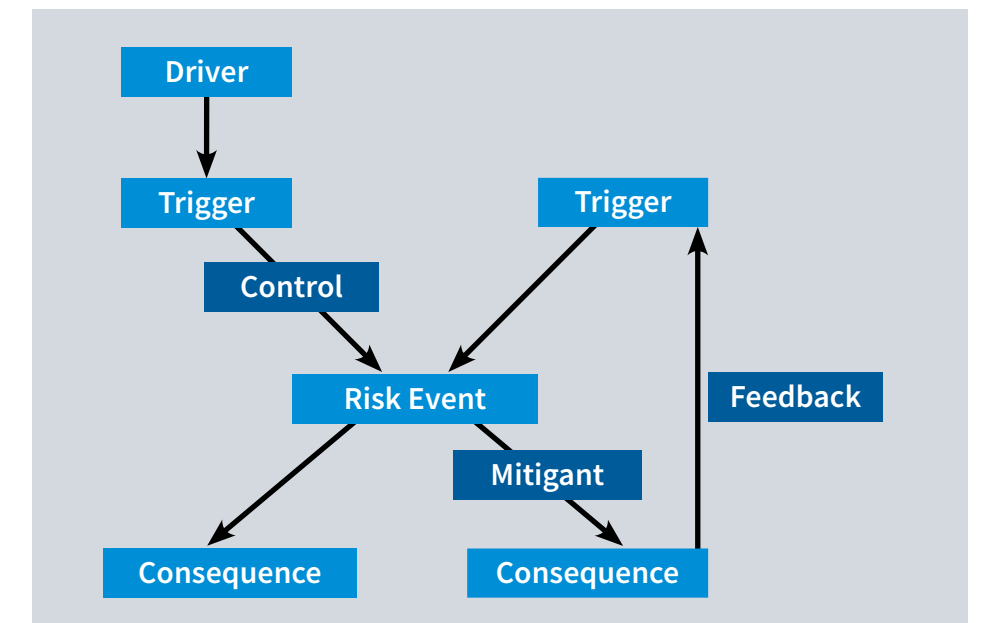 Driver
Trigger
Trigger
Control
Risk Event
Feedback
Mitigant
Consequence
Consequence